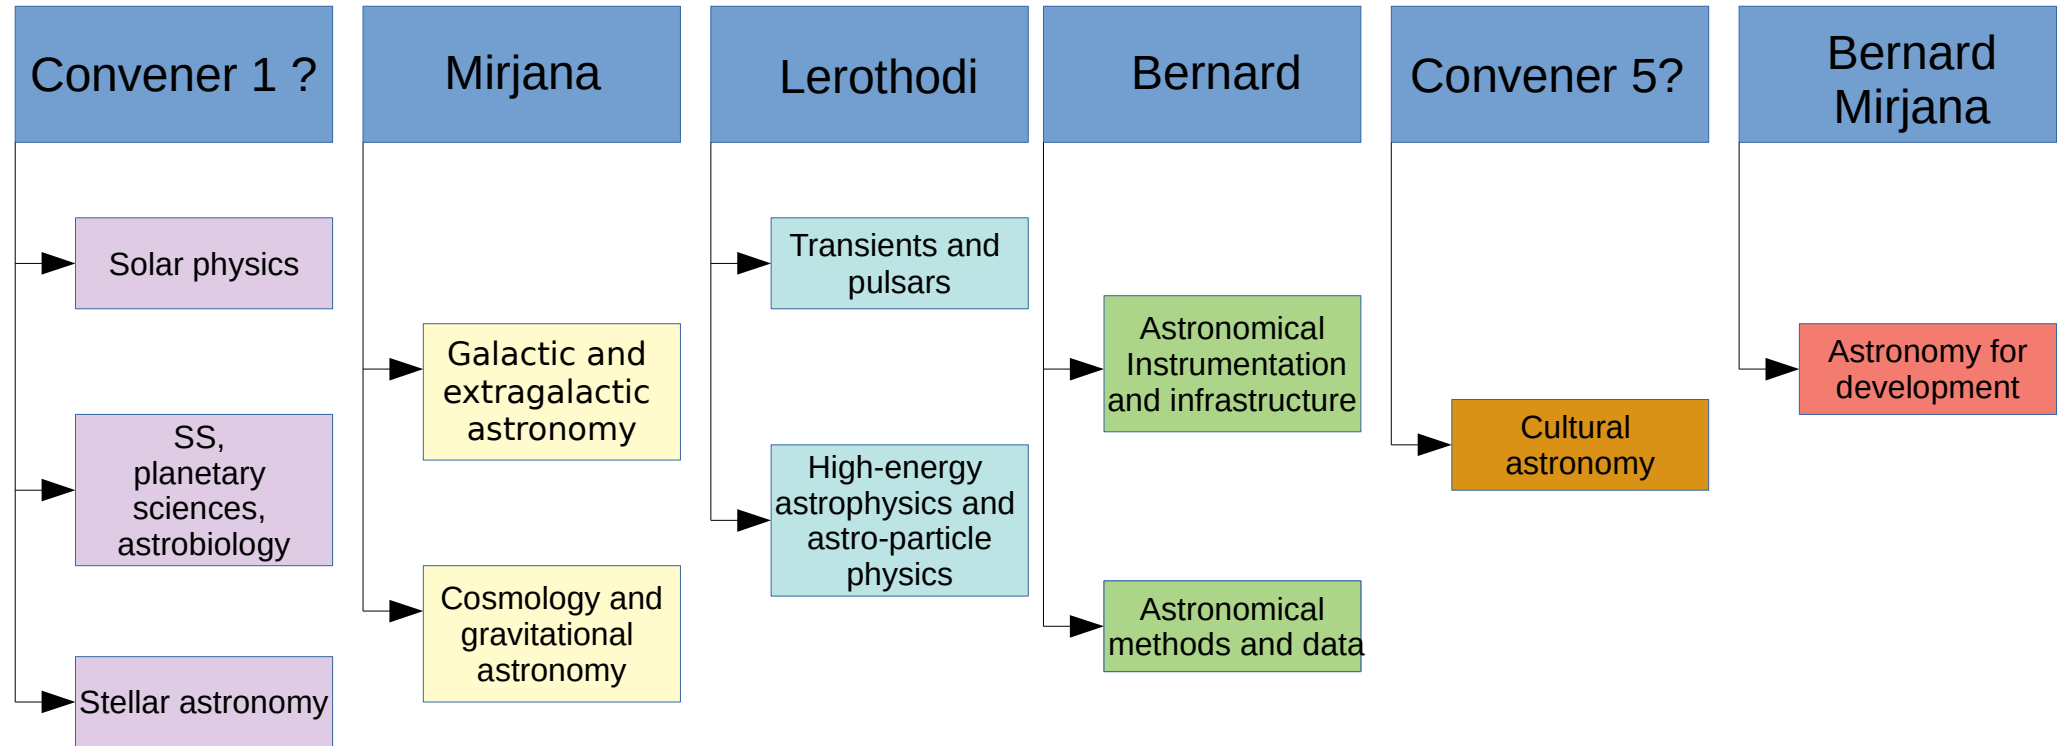 Convener 1 ?
Mirjana
Lerothodi
Bernard
Convener 5?
Bernard
Mirjana
Solar physics
SS,
planetary
sciences,
astrobiology
Stellar astronomy
Galactic and
extragalactic
astronomy
Cosmology and
gravitational
astronomy
Transients and
pulsars
High-energy
astrophysics and
astro-particle
physics
Astronomical
Instrumentation
and infrastructure
Astronomical
methods and data
Cultural
astronomy
Astronomy for
development